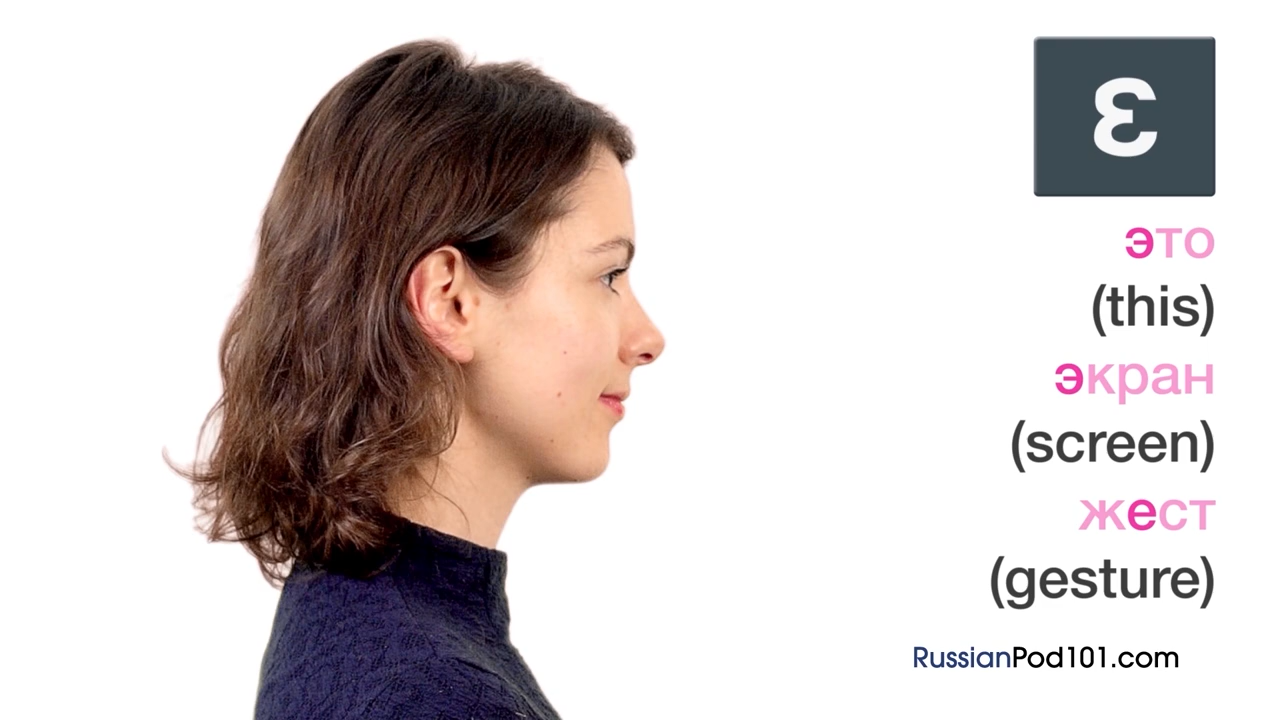 ɛ
это
(this)
экран
(screen)
жест
(gesture)
RussianPod101.com